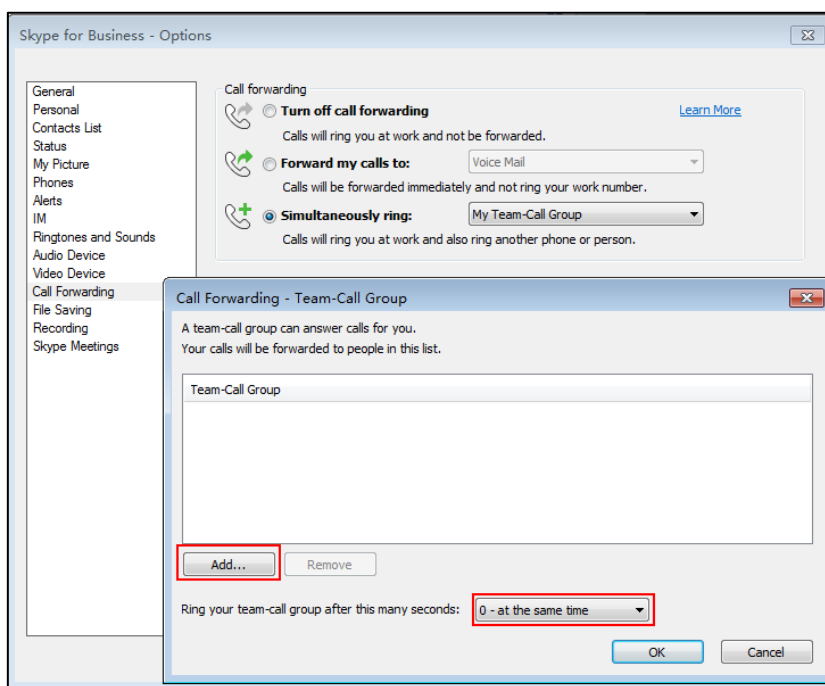 Skype for Business - Options
General
Personal
Contacts List
Status
My Picture
Phones
Alerts
IM
Ringtones and Sounds
Audio Device
Video Device
Call Forwarding
File Saving
Recording
Skype Meetings
Call forwarding
Turn off call forwarding
Learn More
Calls will ring you at work and not be forwarded.
Forward my calls to:
Voice Mail
Calls will be forwarded immediately and not ring your work number.
Simultaneously ring:
My Team-Call Group
Calls will ring you at work and also ring another phone or person.
Call Forwarding - Team-Call Group
A team-call group can answer calls for you.
Your calls will be forwarded to people in this list.
Team-Call Group
Add...
Remove
Ring your team-call group after this many seconds:
0 - at the same time
OK
Cancel